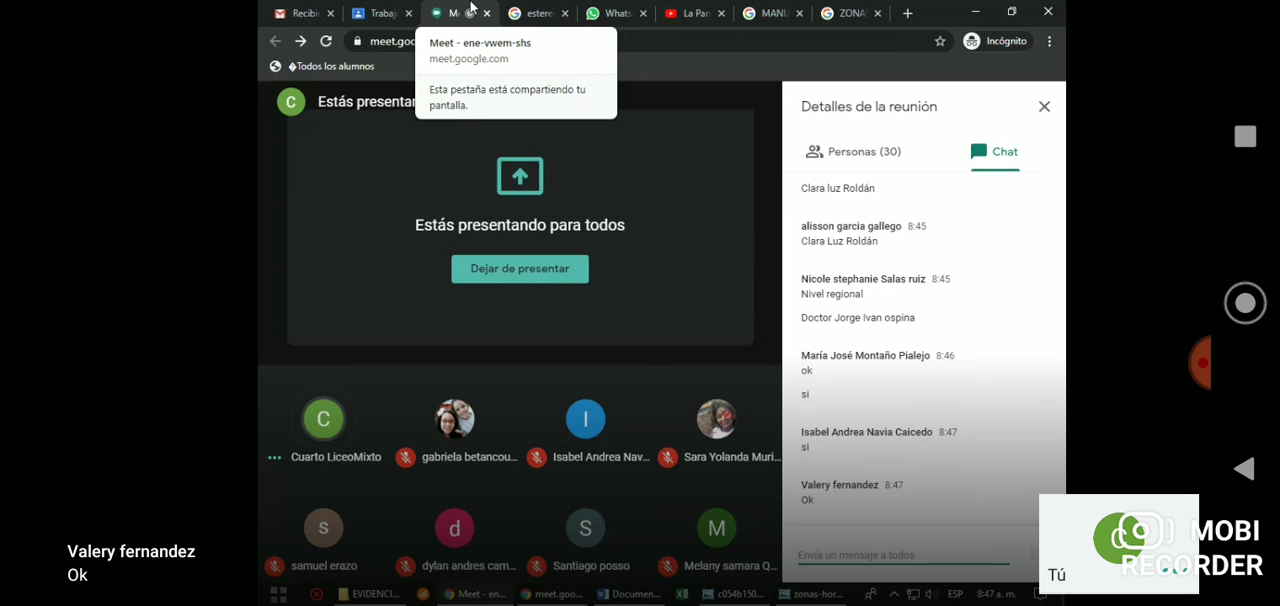 Recibi
Trabaj
M
estere
Whats
La Pan
MANU
ZONAS
meet.goo
Incógnito
�Todos los alumnos
Meet - ene-vwem-shs
meet.google.com
Esta pestaña está compartiendo tu
pantalla.
C
Estás presentan
Estás presentando para todos
Dejar de presentar
Detalles de la reunión
Personas (30)
Chat
Clara luz Roldán
alisson garcia gallego 8:45
Clara Luz Roldán
Nicole stephanie Salas ruiz 8:45
Nivel regional
Doctor Jorge Ivan ospina
María José Montaño Pialejo 8:46
ok
si
Isabel Andrea Navia Caicedo 8:47
si
Valery fernandez 8:47
Ok
Envía un mensaje a todos
C
I
Cuarto LiceoMixto
gabriela betancou...
Isabel Andrea Nav...
Sara Yolanda Muri...
s
d
S
M
samuel erazo
dylan andres cam...
Santiago posso
Melany samara Q...
Valery fernandez
Ok
Tú
MOBI
RECORDER
EVIDENCI...
Meet - en...
meet.goo...
Documen...
c054b150...
zonas-hor...
ESP
8:47 a. m.